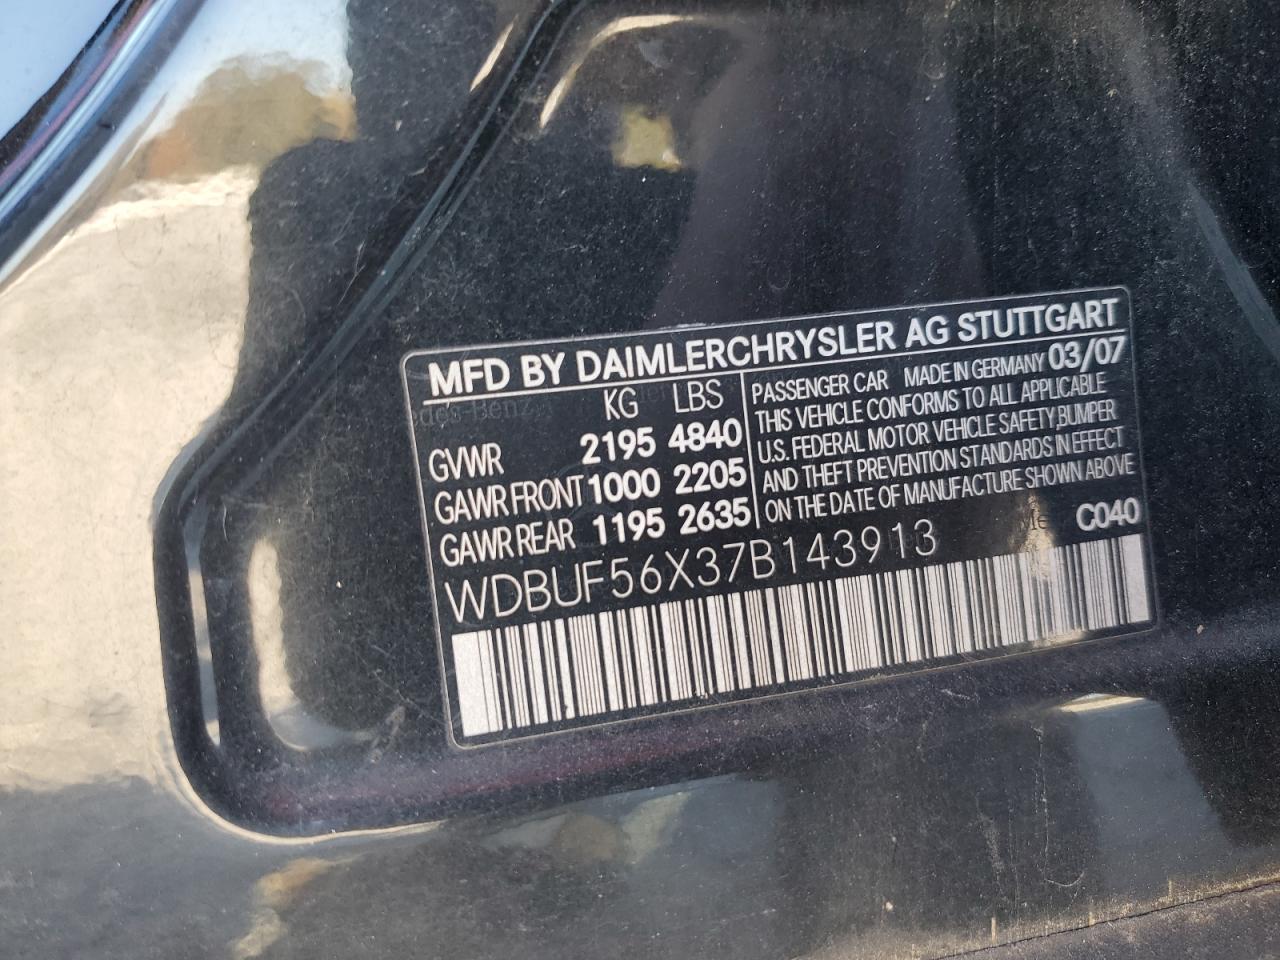 MFD BY DAIMLERCHRYSLER AG STUTTGART
KG LBS
GVWR 2195 4840
GAWR FRONT 1000 2205
GAWR REAR 1195 2635
PASSENGER CAR MADE IN GERMANY 03/07
THIS VEHICLE CONFORMS TO ALL APPLICABLE
U.S. FEDERAL MOTOR VEHICLE SAFETY,BUMPER
AND THEFT PREVENTION STANDARDS IN EFFECT
ON THE DATE OF MANUFACTURE SHOWN ABOVE
C040
WDBUF56X37B143913